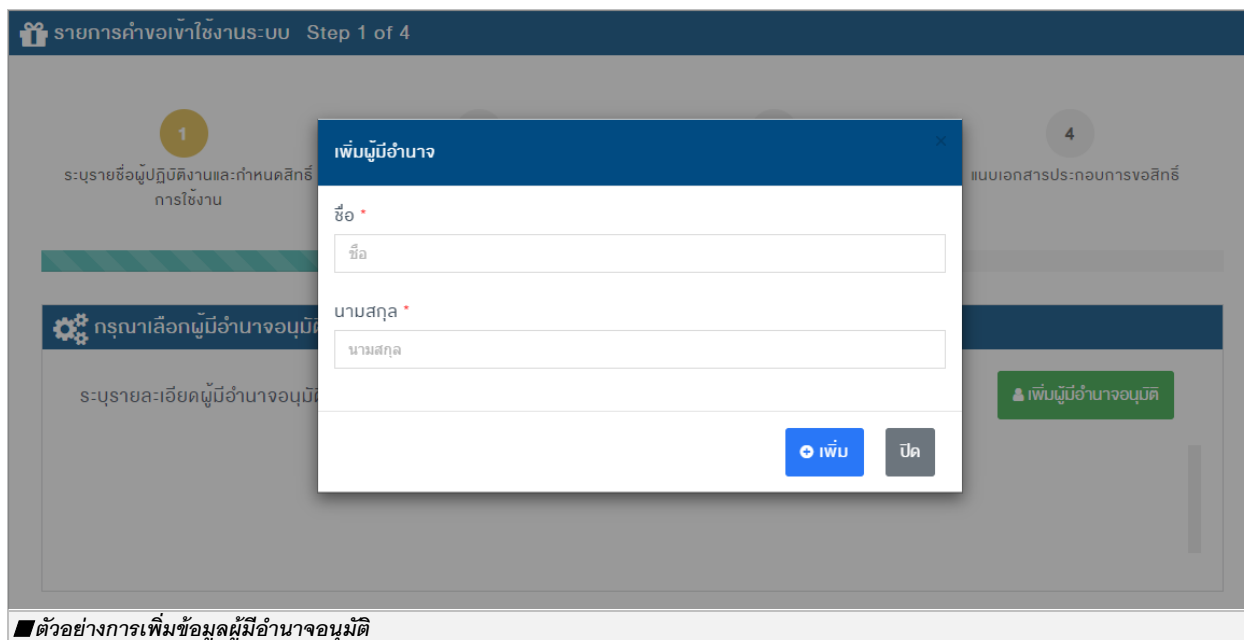 รายการคำขอเข้าใช้งานระบบ Step 1 of 4
1
4
ระบุรายชื่อผู้ปฏิบัติงานและกำหนดสิทธิ์
การใช้งาน
แนบเอกสารประกอบการขอสิทธิ์
เพิ่มผู้มีอำนาจ
×
ชื่อ *
ชื่อ
นามสกุล *
นามสกุล
กรุณาเลือกผู้มีอำนาจอนุมัติ
ระบุรายละเอียดผู้มีอำนาจอนุมัติ
เพิ่มผู้มีอำนาจอนุมัติ
เพิ่ม
ปิด
ตัวอย่างการเพิ่มข้อมูลผู้มีอำนาจอนุมัติ